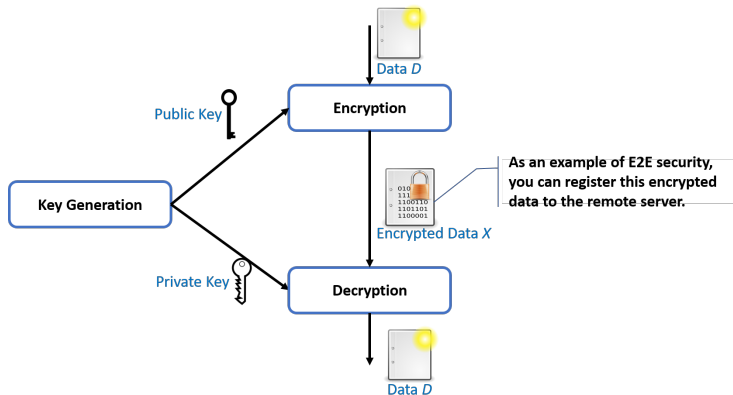 Data D
Encryption
Public Key
Key Generation
As an example of E2E security,
you can register this encrypted
data to the remote server.
010
111
1100110
1101101
1100001
Encrypted Data X
Private Key
Decryption
Data D